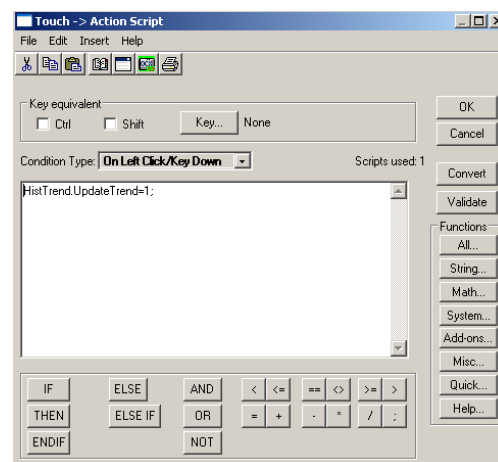 Touch -> Action Script
File Edit Insert Help
Key equivalent
Ctrl Shift Key... None
OK
Cancel
Condition Type: On Left Click/Key Down Scripts used: 1
Convert
HistTrend.UpdateTrend=1;
Validate
Functions
All...
String...
Math...
System...
Add-ons...
Misc...
Quick...
Help...
IF ELSE AND < <= == <> >= >
THEN ELSE IF OR = + - * / ;
ENDIF NOT